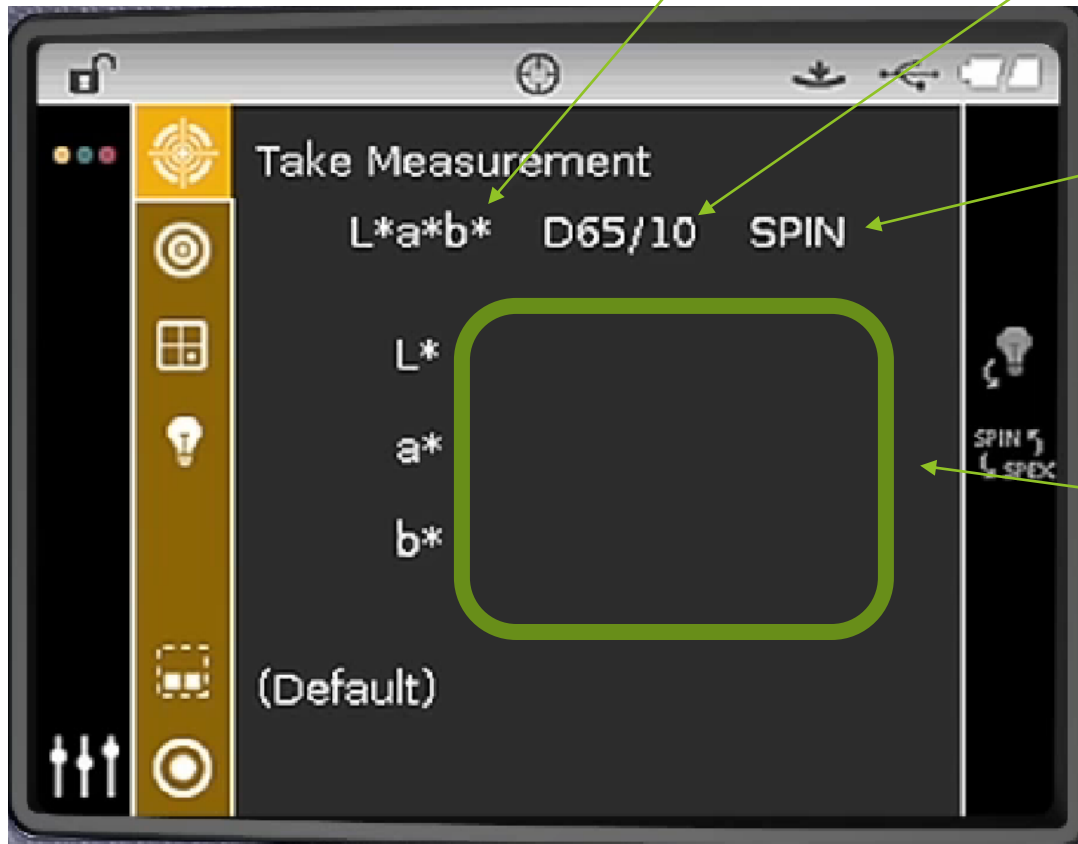 Take Measurement
L*a*b* D65/10 SPIN
L*
a*
SPIN
SPEX
b*
(Default)